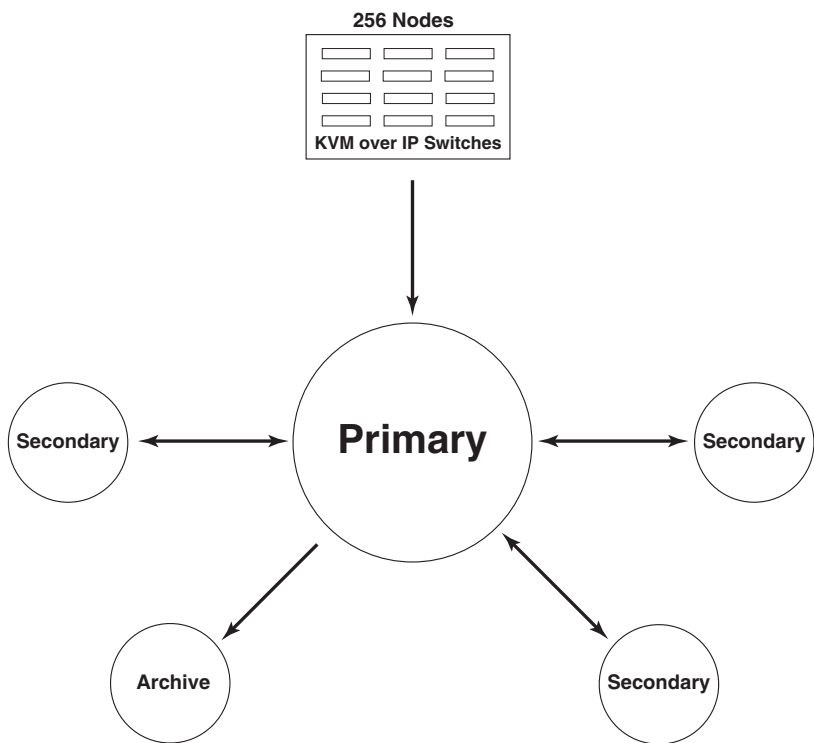 256 Nodes
KVM over IP Switches
Primary
Secondary
Secondary
Archive
Secondary